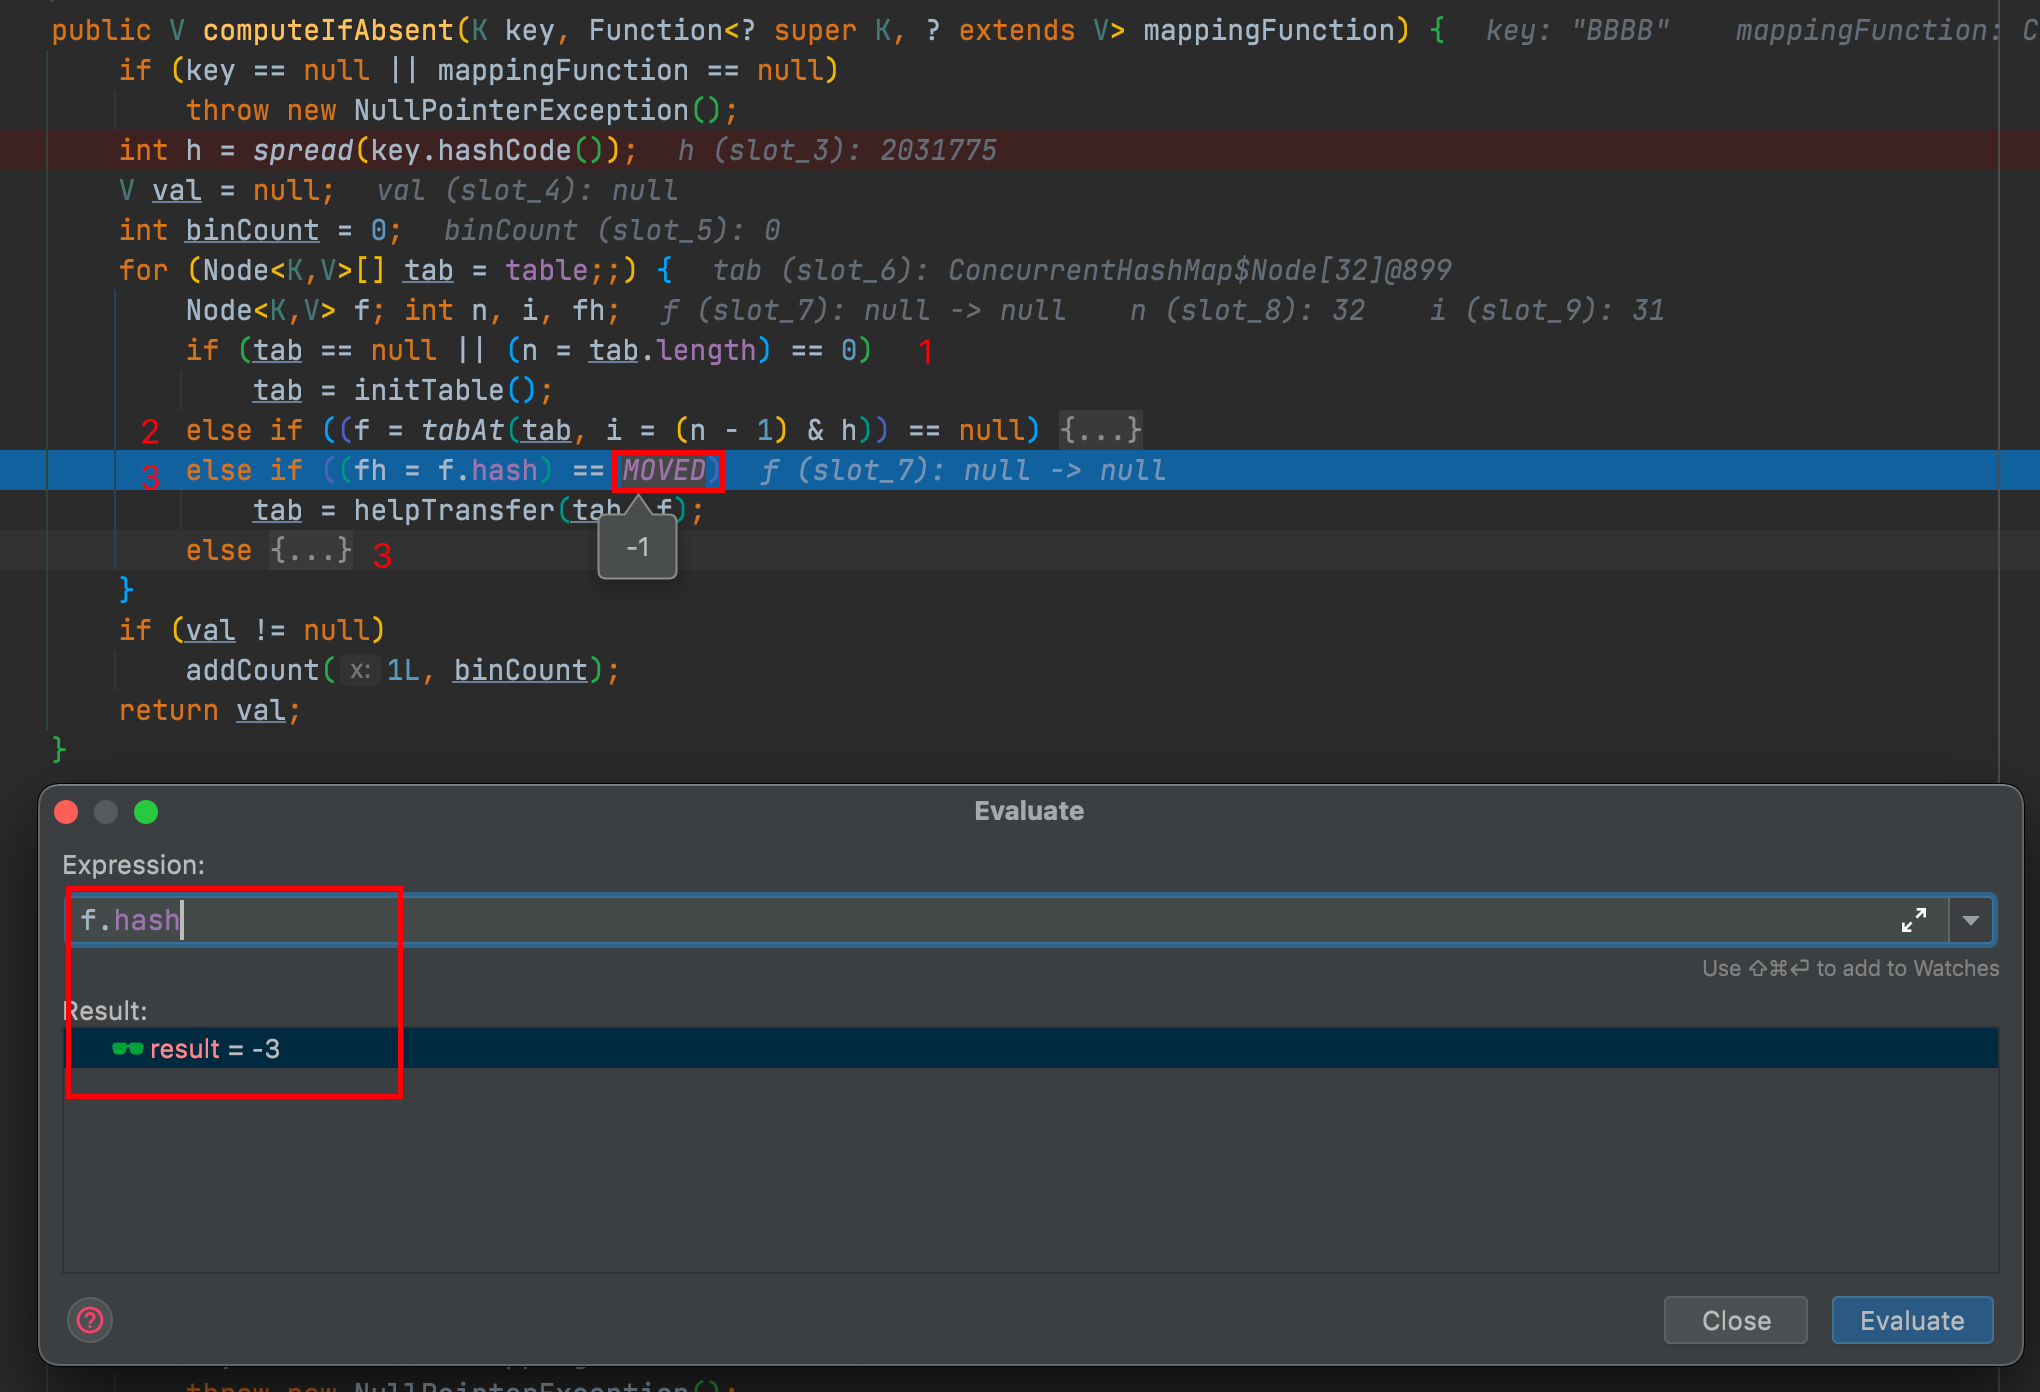 public V computeIfAbsent(K key, Function<? super K, ? extends V> mappingFunction) {   key: "BBBB"    mappingFunction: C
if (key == null || mappingFunction == null)
throw new NullPointerException();
int h = spread(key.hashCode());   h (slot_3): 2031775
V val = null;   val (slot_4): null
int binCount = 0;   binCount (slot_5): 0
for (Node<K,V>[] tab = table;;) {   tab (slot_6): ConcurrentHashMap$Node[32]@899
Node<K,V> f; int n, i, fh;   f (slot_7): null -> null    n (slot_8): 32    i (slot_9): 31
if (tab == null || (n = tab.length) == 0)   1
tab = initTable();
2 else if ((f = tabAt(tab, i = (n - 1) & h)) == null) {...}
3 else if ((fh = f.hash) == MOVED)   f (slot_7): null -> null
tab = helpTransfer(tab, f);
-1
else {...} 3
}
if (val != null)
addCount( x: 1L, binCount);
return val;
}
Evaluate
Expression:
f.hash
Use ⇧⌘⏎ to add to Watches
Result:
result = -3
?
Close   Evaluate
throw new NullPointerException();